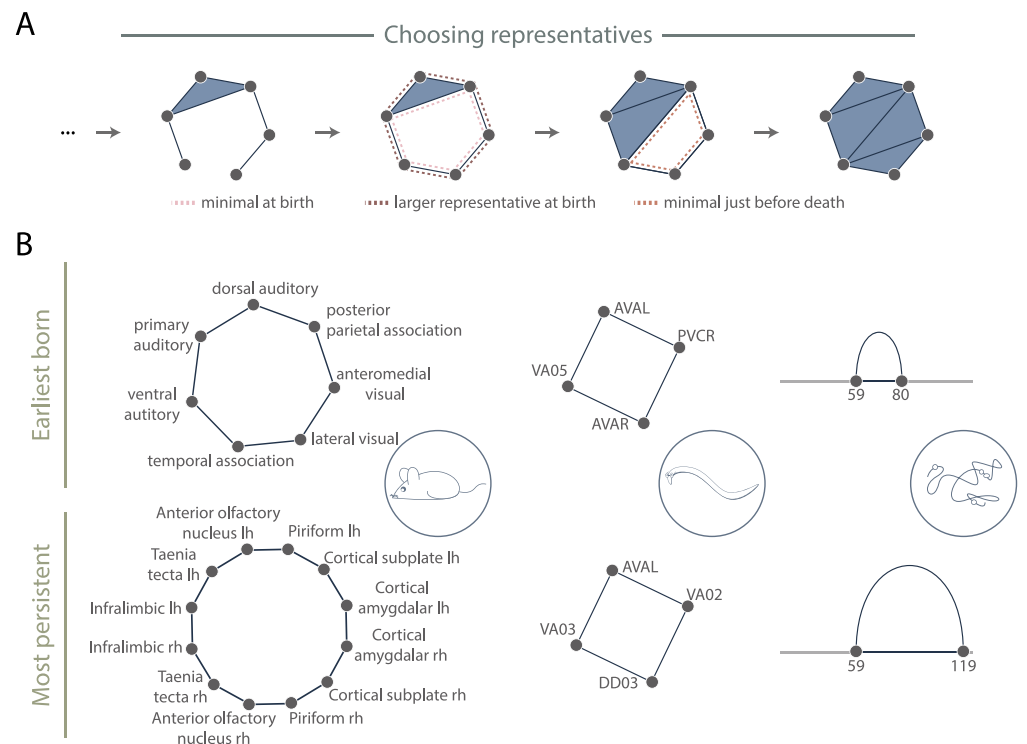 A
Choosing representatives
...
minimal at birth
larger representative at birth
minimal just before death
B
Earliest born
dorsal auditory
posterior
parietal association
primary
auditory
anteromedial
visual
ventral
autitory
lateral visual
temporal association
AVAL
PVCR
VA05
AVAR
59
80
Most persistent
Anterior olfactory
nucleus lh
Piriform lh
Taenia
tecta lh
Cortical subplate lh
Infralimbic lh
Cortical
amygdalar lh
Infralimbic rh
Cortical
amygdalar rh
Taenia
tecta rh
Cortical subplate rh
Anterior olfactory
nucleus rh
Piriform rh
AVAL
VA02
VA03
DD03
59
119